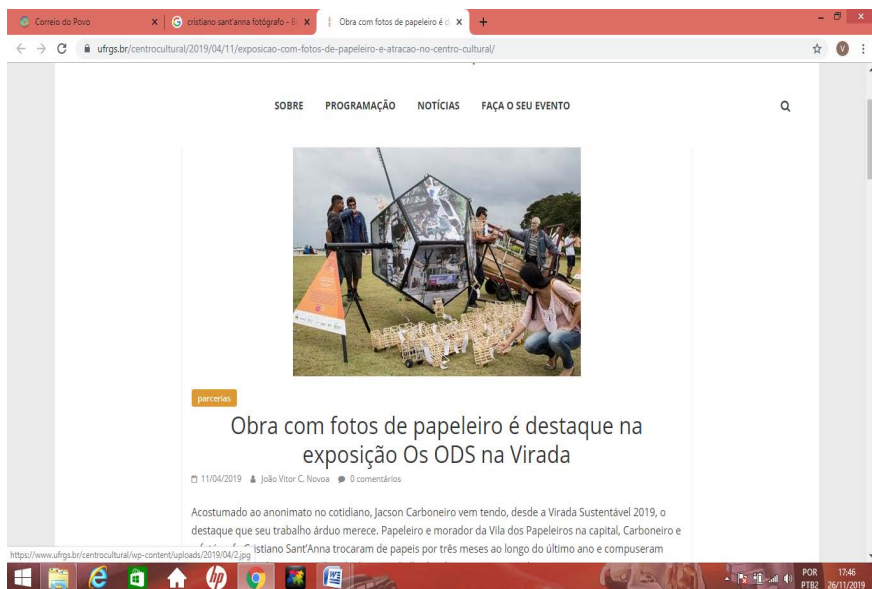 Correio do Povo
cristiano sant'anna fotógrafo - B
Obra com fotos de papeleiro é d
ufrgs.br/centrocultural/2019/04/11/exposicao-com-fotos-de-papeleiro-e-atracao-no-centro-cultural/
V
SOBRE PROGRAMAÇÃO NOTÍCIAS FAÇA O SEU EVENTO
parcerias
Obra com fotos de papeleiro é destaque na
exposição Os ODS na Virada
11/04/2019 João Vitor C. Novoa 0 comentários
Acostumado ao anonimato no cotidiano, Jacson Carboneiro vem tendo, desde a Virada Sustentável 2019, o
destaque que seu trabalho árduo merece. Papeleiro e morador da Vila dos Papeleiros na capital, Carboneiro e
Cristiano Sant'Anna trocaram de papeis por três meses ao longo do último ano e compuseram
https://www.ufrgs.br/centrocultural/wp-content/uploads/2019/04/2.jpg
POR 17:46
PTB2 26/11/2019